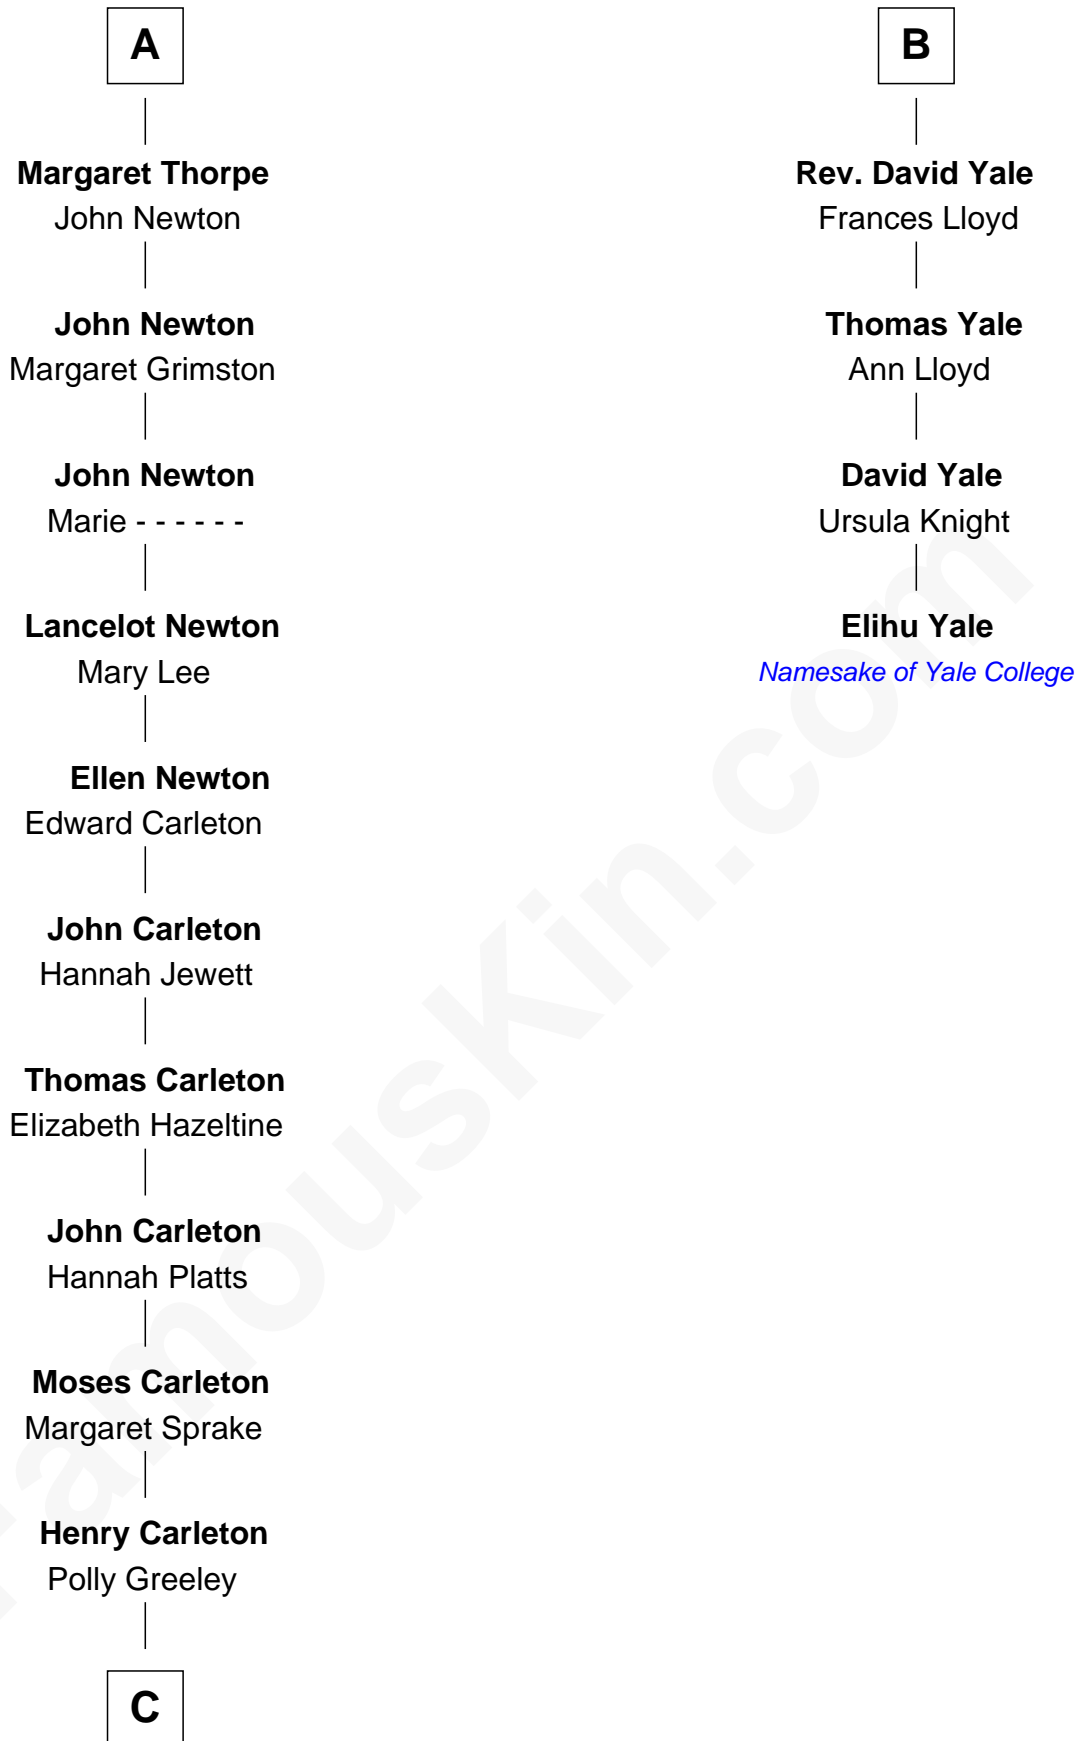 A
Margaret Thorpe
John Newton
John Newton
Margaret Grimston
John Newton
Marie - - - - - -
Lancelot Newton
Mary Lee
Ellen Newton
Edward Carleton
John Carleton
Hannah Jewett
Thomas Carleton
Elizabeth Hazeltine
John Carleton
Hannah Platts
Moses Carleton
Margaret Sprake
Henry Carleton
Polly Greeley
C
B
Rev. David Yale
Frances Lloyd
Thomas Yale
Ann Lloyd
David Yale
Ursula Knight
Elihu Yale
Namesake of Yale College
FamousKin.com